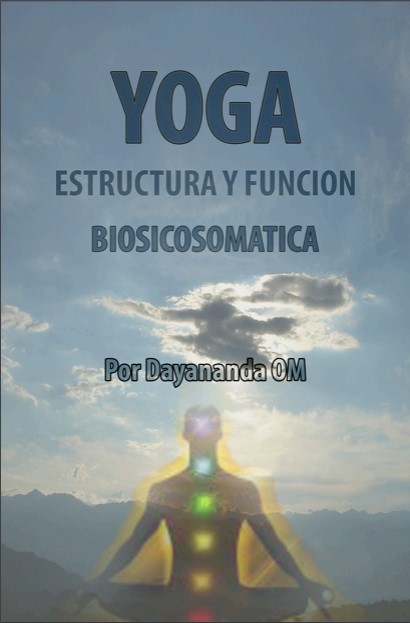 YOGA
ESTRUCTURA Y FUNCION
BIOSICOSOMATICA
Por Dayananda OM